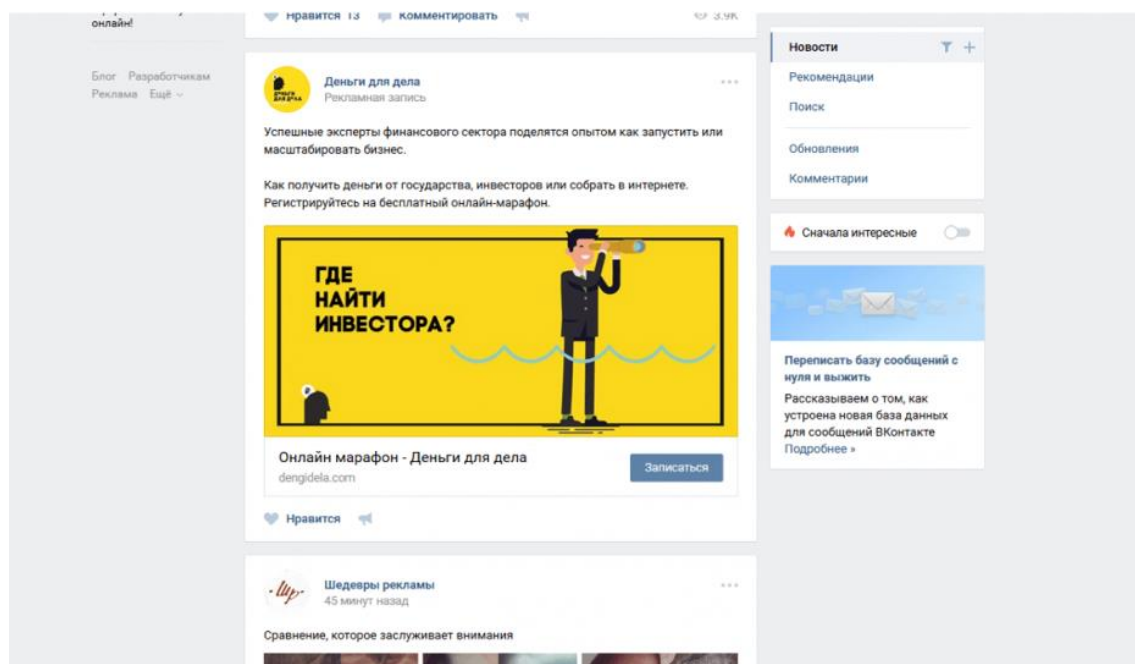 онлайн!
Блог Разработчикам
Реклама Ещё
Нравится 13 Комментировать 3.9K
Деньги для дела
Рекламная запись
Успешные эксперты финансового сектора поделятся опытом как запустить или
масштабировать бизнес.
Как получить деньги от государства, инвесторов или собрать в интернете.
Регистрируйтесь на бесплатный онлайн-марафон.
ГДЕ
НАЙТИ
ИНВЕСТОРА?
Онлайн марафон - Деньги для дела
dengidela.com
Записаться
Нравится
Шедевры рекламы
45 минут назад
Сравнение, которое заслуживает внимания
Новости
Рекомендации
Поиск
Обновления
Комментарии
Сначала интересные
Переписать базу сообщений с
нуля и выжить
Рассказываем о том, как
устроена новая база данных
для сообщений ВКонтакте
Подробнее »